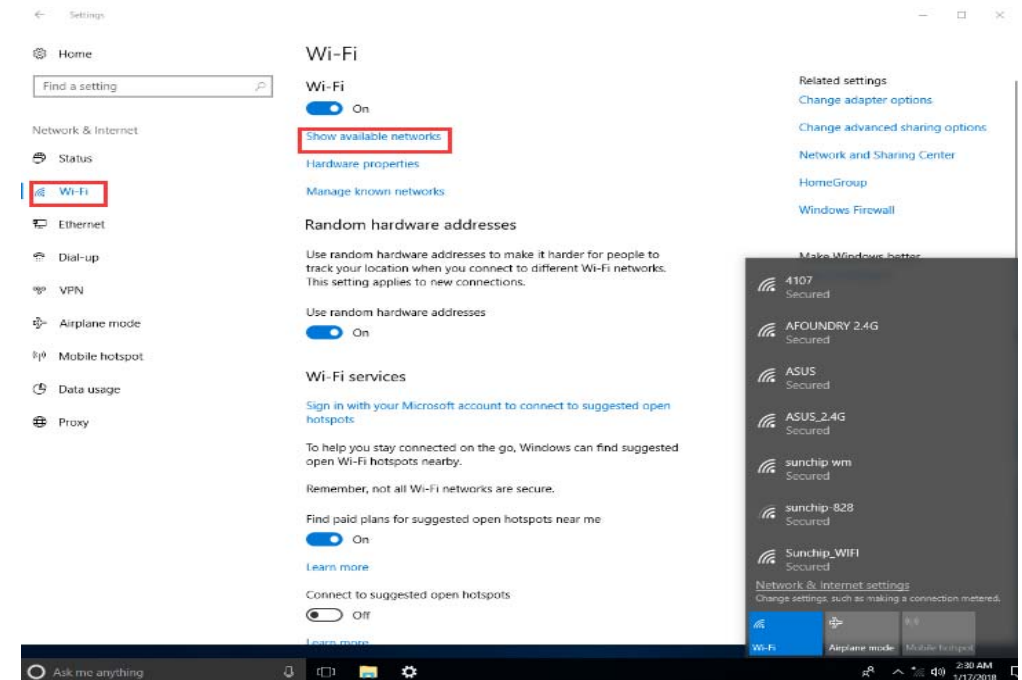 Settings
Home
Find a setting
Network & Internet
Status
Wi-Fi
Ethernet
Dial-up
VPN
Airplane mode
Mobile hotspot
Data usage
Proxy
Wi-Fi
Wi-Fi
On
Show available networks
Hardware properties
Manage known networks
Random hardware addresses
Use random hardware addresses to make it harder for people to
track your location when you connect to different Wi-Fi networks.
This setting applies to new connections.
Use random hardware addresses
On
Wi-Fi services
Sign in with your Microsoft account to connect to suggested open
hotspots
To help you stay connected on the go, Windows can find suggested
open Wi-Fi hotspots nearby.
Remember, not all Wi-Fi networks are secure.
Find paid plans for suggested open hotspots near me
On
Learn more
Connect to suggested open hotspots
Off
Learn more
Related settings
Change adapter options
Change advanced sharing options
Network and Sharing Center
HomeGroup
Windows Firewall
Make Windows better
4107
Secured
AFOUNDRY 2.4G
Secured
ASUS
Secured
ASUS_2.4G
Secured
sunchip wm
Secured
sunchip-828
Secured
Sunchip_WIFI
Secured
Network & Internet settings
Change settings, such as making a connection metered.
Wi-Fi
Airplane mode
Mobile hotspot
Ask me anything
2:30 AM
1/17/2018